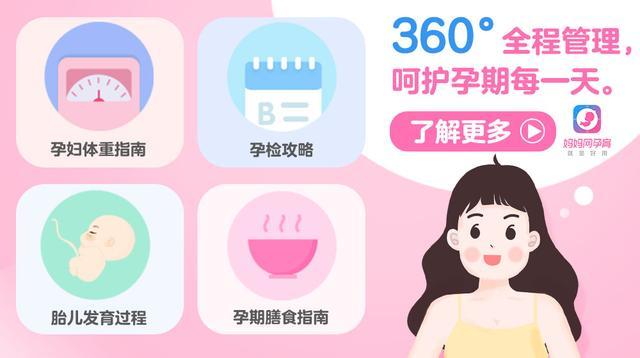 360°全程管理，
呵护孕期每一天。
了解更多
妈妈网孕育
就是好用
孕妇体重指南
B
孕检攻略
胎儿发育过程
孕期膳食指南